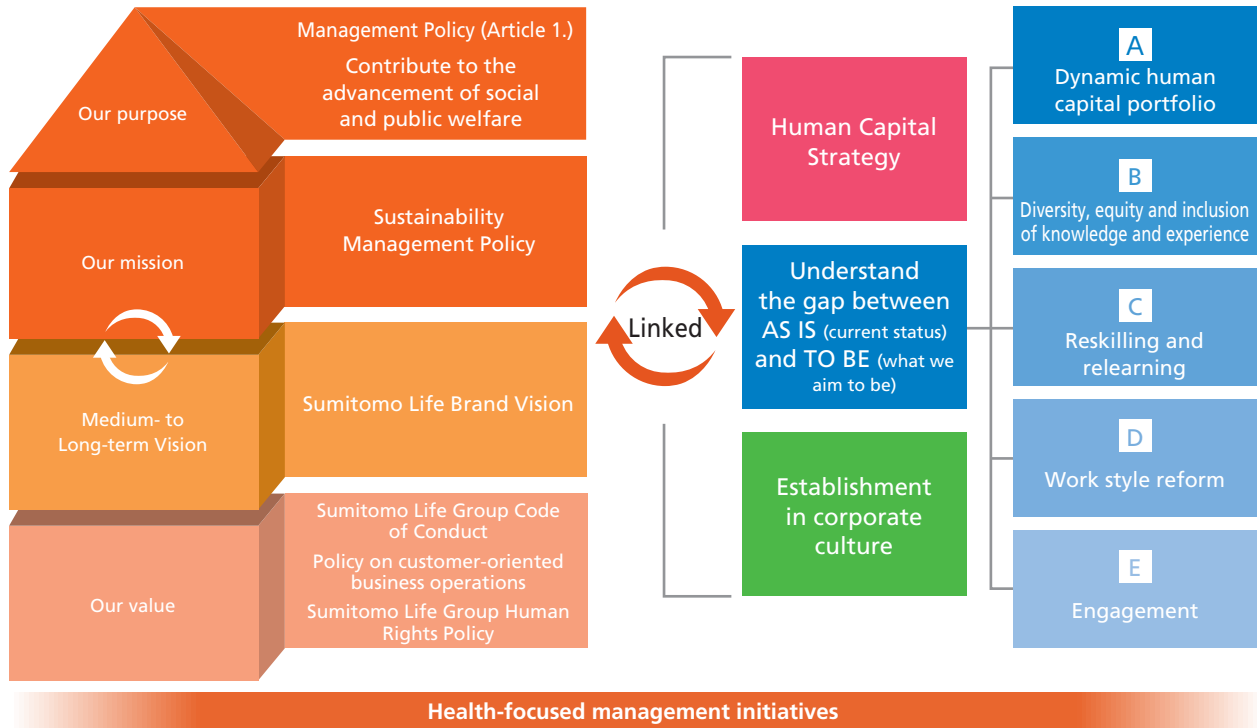 Management Policy (Article 1.)
Contribute to the
advancement of social
and public welfare
Our purpose
Sustainability
Management Policy
Our mission
Sumitomo Life Brand Vision
Medium- to
Long-term Vision
Sumitomo Life Group Code
of Conduct
Policy on customer-oriented
business operations
Sumitomo Life Group Human
Rights Policy
Our value
Linked
Human Capital
Strategy
Understand
the gap between
AS IS (current status)
and TO BE (what we
aim to be)
Establishment
in corporate
culture
A
Dynamic human
capital portfolio
B
Diversity, equity and inclusion
of knowledge and experience
C
Reskilling and
relearning
D
Work style reform
E
Engagement
Health-focused management initiatives